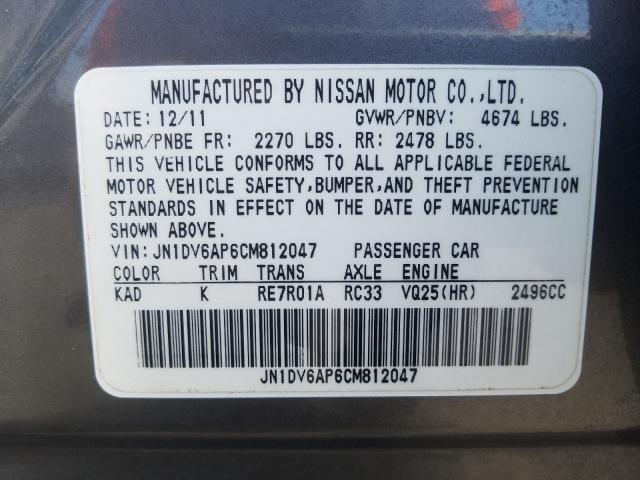 MANUFACTURED BY NISSAN MOTOR CO.,LTD.
DATE: 12/11 GVWR/PNBV: 4674 LBS.
GAWR/PNBE FR: 2270 LBS. RR: 2478 LBS.
THIS VEHICLE CONFORMS TO ALL APPLICABLE FEDERAL
MOTOR VEHICLE SAFETY,BUMPER,AND THEFT PREVENTION
STANDARDS IN EFFECT ON THE DATE OF MANUFACTURE
SHOWN ABOVE.
VIN:JN1DV6AP6CM812047 PASSENGER CAR
COLOR TRIM TRANS AXLE ENGINE
KAD K RE7R01A RC33 VQ25(HR) 2496CC
JN1DV6AP6CM812047